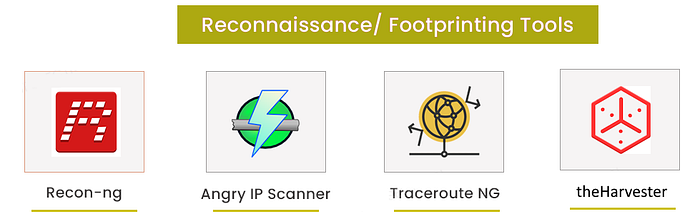 Reconnaissance/ Footprinting Tools
Recon-ng
Angry IP Scanner
Traceroute NG
theHarvester